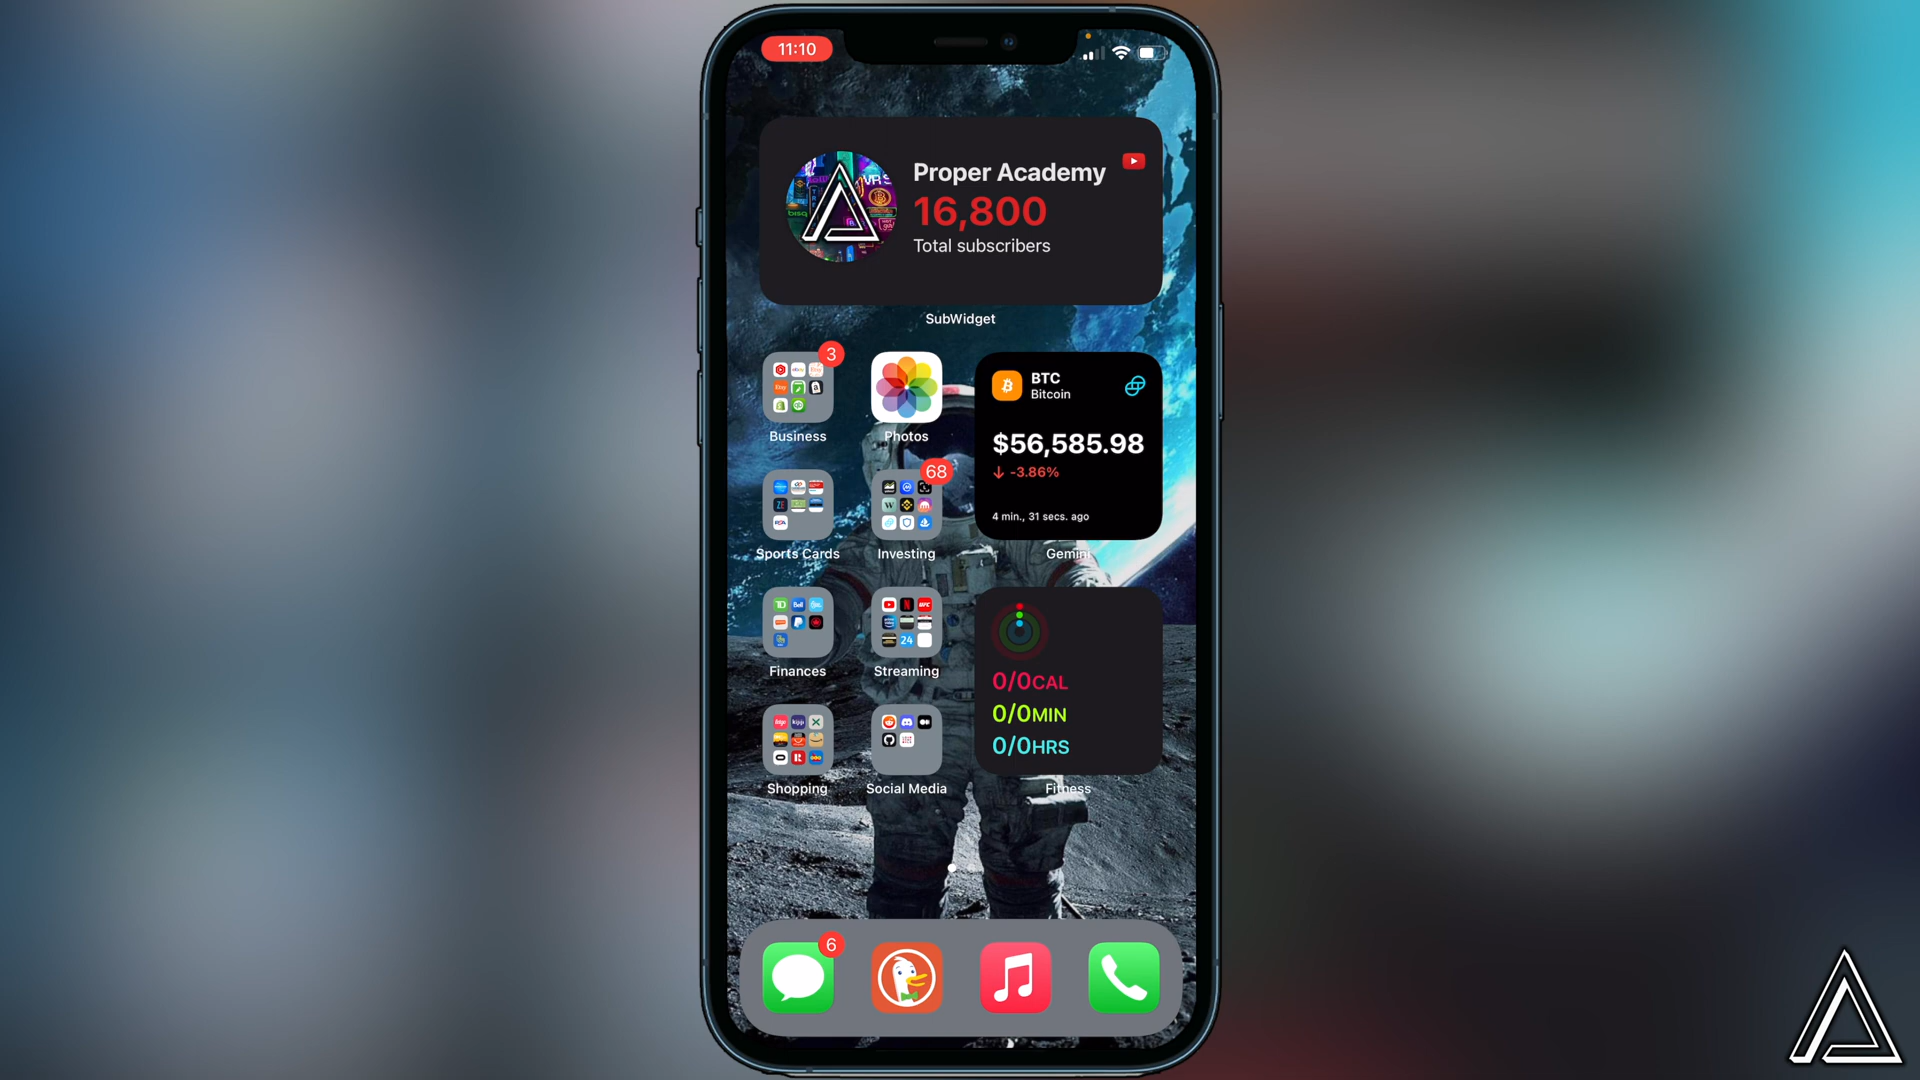 11:10
Proper Academy
16,800
Total subscribers
SubWidget
3
Business
Photos
BTC
Bitcoin
$56,585.98
-3.86%
4 min., 31 secs. ago
Gemini
68
Sports Cards
Investing
Finances
Streaming
24
0/0CAL
0/0MIN
0/0HRS
Fitness
Shopping
Social Media
6